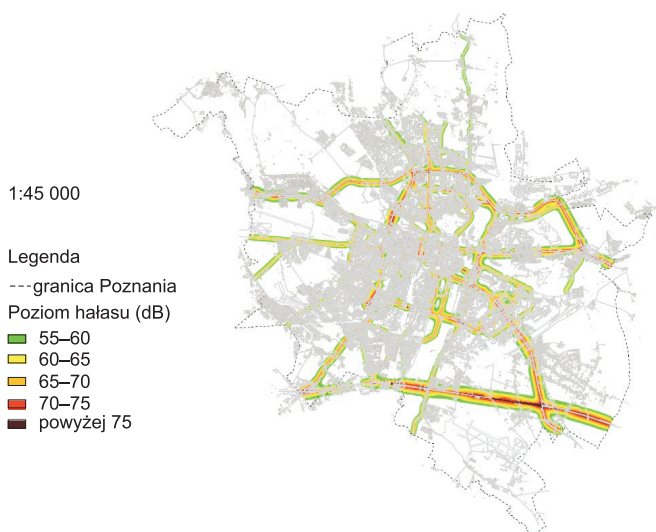 1:45 000
Legenda
granica Poznania
Poziom hałasu (dB)
55–60
60–65
65–70
70–75
powyżej 75